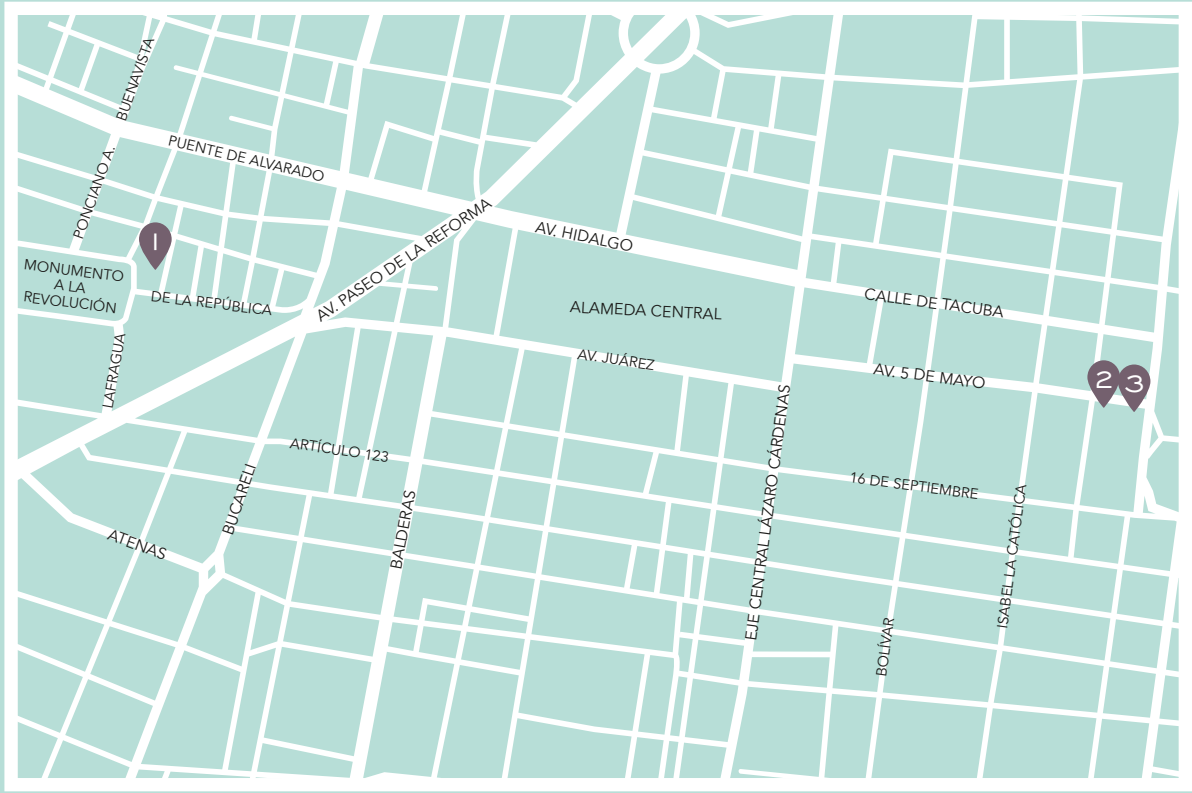 BUENAVISTA
PUENTE DE ALVARADO
PONCIANO A.
1
AV. PASEO DE LA REFORMA
AV. HIDALGO
MONUMENTO
A LA
REVOLUCIÓN
DE LA REPÚBLICA
ALAMEDA CENTRAL
CALLE DE TACUBA
LAFRAGUA
AV. JUÁREZ
AV. 5 DE MAYO
2
3
ARTÍCULO 123
EJE CENTRAL LÁZARO CÁRDENAS
16 DE SEPTIEMBRE
BUCARELI
BALDERAS
ATENAS
ISABEL LA CATÓLICA
BOLÍVAR